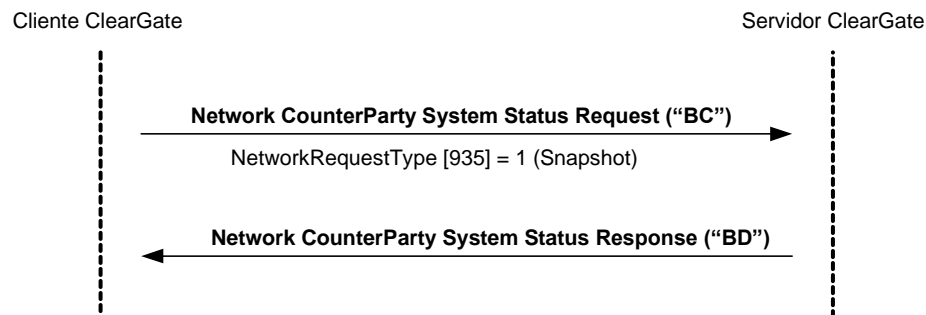 Cliente ClearGate
Servidor ClearGate
Network CounterParty System Status Request (“BC”)
NetworkRequestType [935] = 1 (Snapshot)
Network CounterParty System Status Response (“BD”)